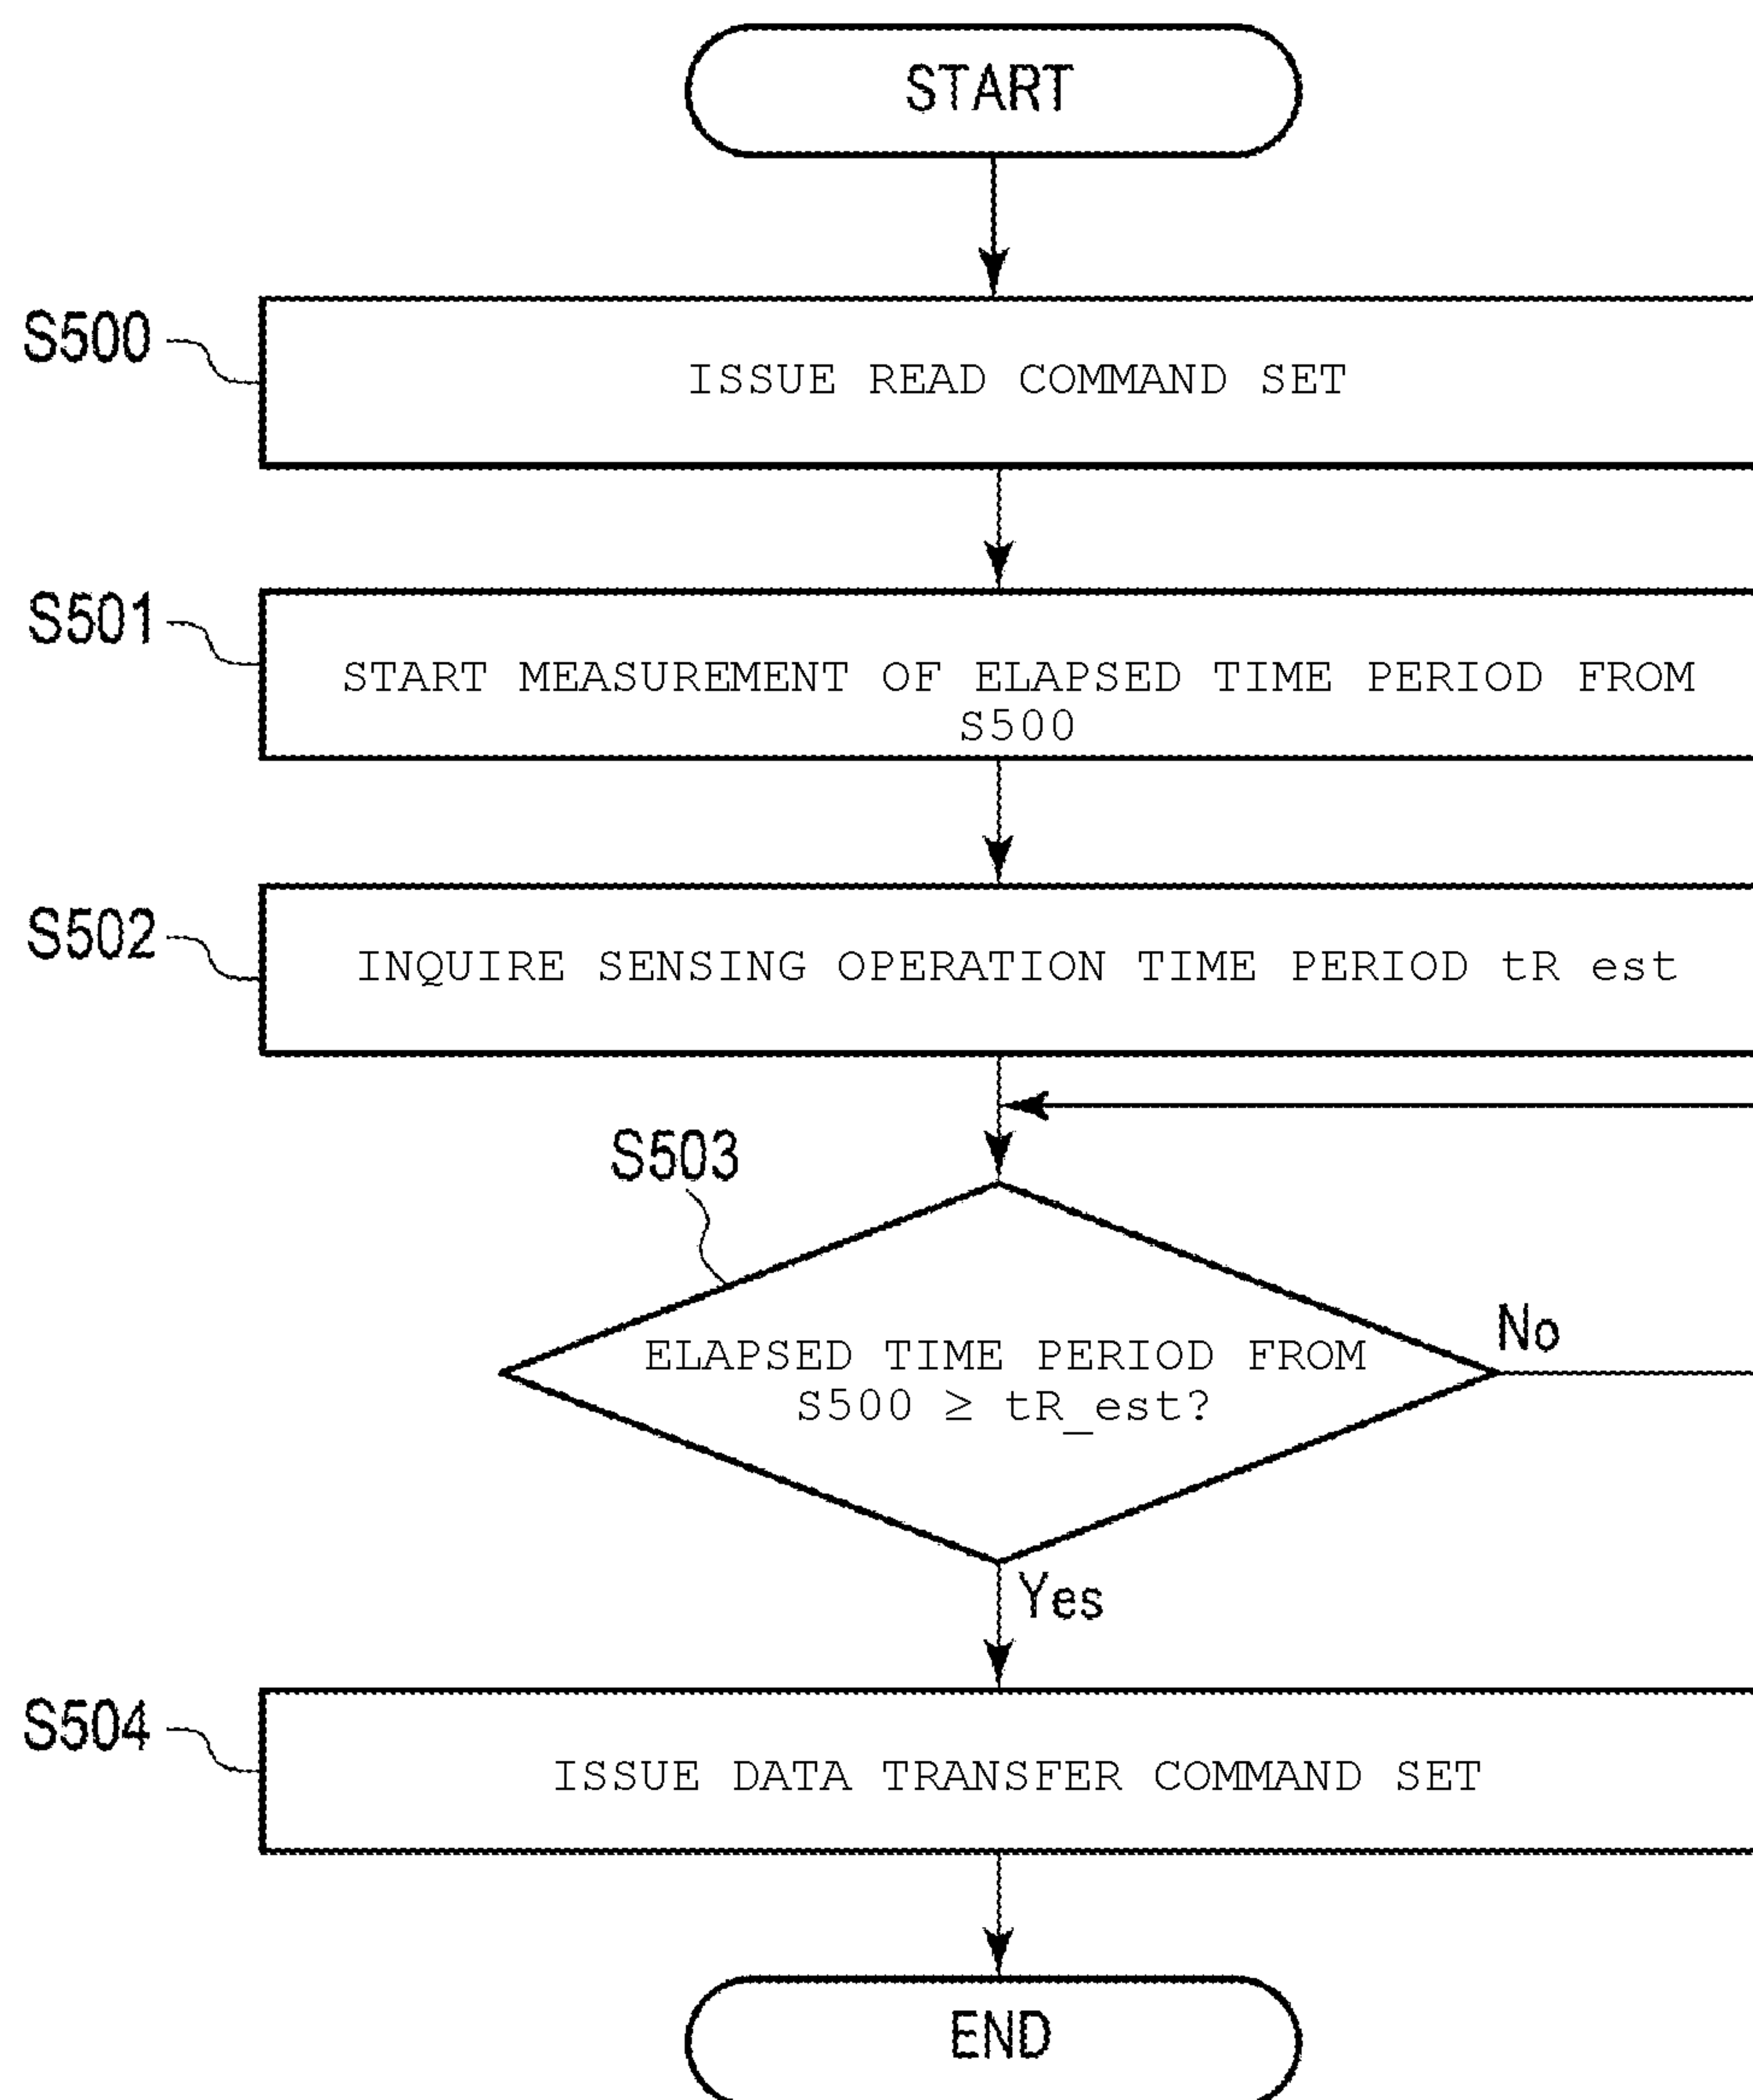 START
S500
ISSUE READ COMMAND SET
S501
START MEASUREMENT OF ELAPSED TIME PERIOD FROM
S500
S502
INQUIRE SENSING OPERATION TIME PERIOD tR est
S503
ELAPSED TIME PERIOD FROM
S500 ≥ tR_est?
No
Yes
S504
ISSUE DATA TRANSFER COMMAND SET
END